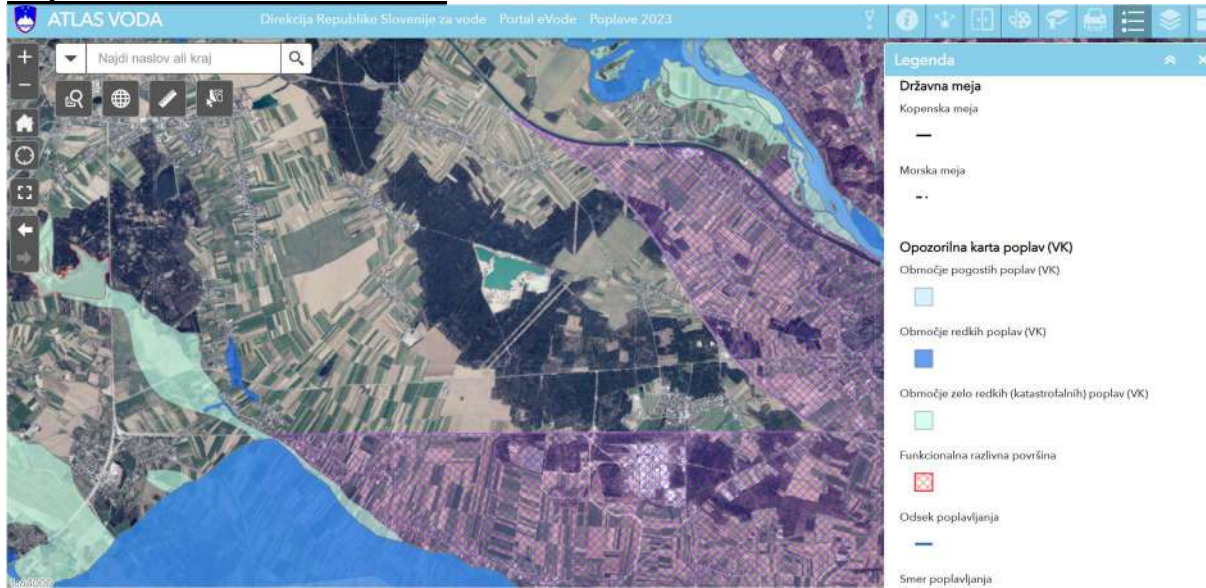 ATLAS VODA
Direkcija Republike Slovenije za vode Portal eVode Poplave 2023
Najdi naslov ali kraj
Legenda
Državna meja
Kopenska meja
Morska meja
Opozorilna karta poplav (VK)
Območje pogostih poplav (VK)
Območje redkih poplav (VK)
Območje zelo redkih (katastrofalnih) poplav (VK)
Funkcionalna razlivna površina
Odsek poplavljanja
Smer poplavljanja